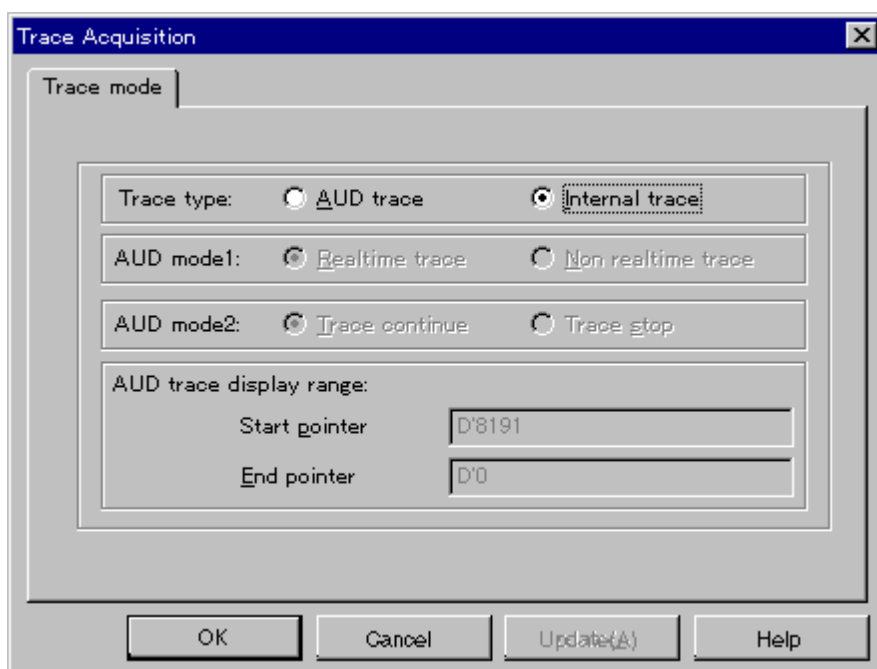 Trace Acquisition
Trace mode
Trace type: AUD trace Internal trace
AUD mode1: Realtime trace Non realtime trace
AUD mode2: Trace continue Trace stop
AUD trace display range:
Start pointer D'8191
End pointer D'0
OK Cancel Update(A) Help